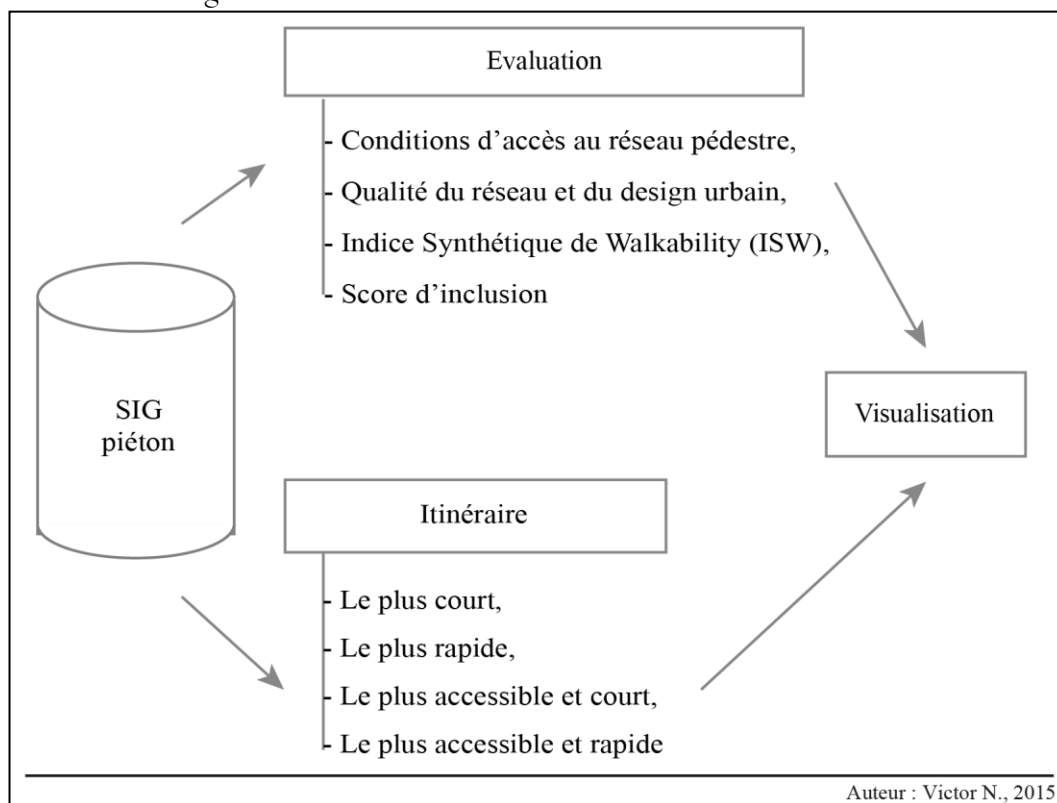 Evaluation
- Conditions d'accès au réseau pédestre,
- Qualité du réseau et du design urbain,
- Indice Synthétique de Walkability (ISW),
- Score d'inclusion
SIG
piéton
Visualisation
Itinéraire
- Le plus court,
- Le plus rapide,
- Le plus accessible et court,
- Le plus accessible et rapide
Auteur : Victor N., 2015